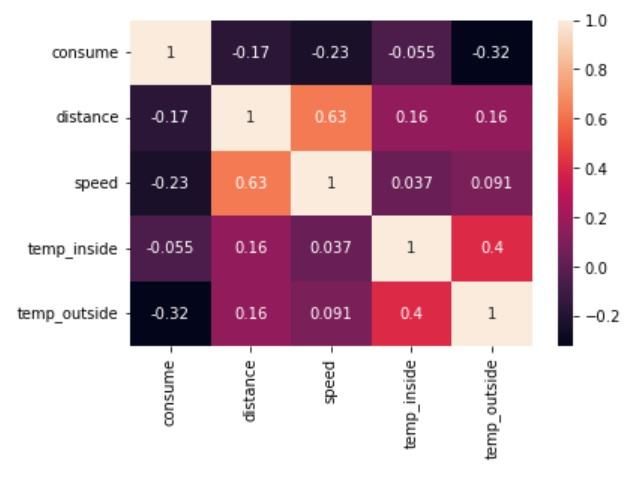 consume 1 -0.17 -0.23 -0.055 -0.32
distance -0.17 1 0.63 0.16 0.16
speed -0.23 0.63 1 0.037 0.091
temp_inside -0.055 0.16 0.037 1 0.4
temp_outside -0.32 0.16 0.091 0.4 1
consume distance speed temp_inside temp_outside
1.0
0.8
0.6
0.4
0.2
0.0
−0.2